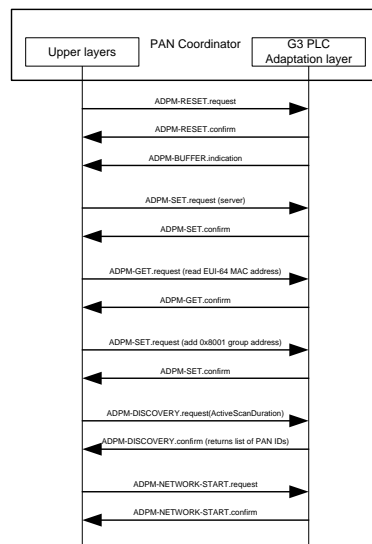 PAN Coordinator
Upper layers
G3 PLC
Adaptation layer
ADPM-RESET.request
ADPM-RESET.confirm
ADPM-BUFFER.indication
ADPM-SET.request (server)
ADPM-SET.confirm
ADPM-GET.request (read EUI-64 MAC address)
ADPM-GET.confirm
ADPM-SET.request (add 0x8001 group address)
ADPM-SET.confirm
ADPM-DISCOVERY.request(ActiveScanDuration)
ADPM-DISCOVERY.confirm (returns list of PAN IDs)
ADPM-NETWORK-START.request
ADPM-NETWORK-START.confirm